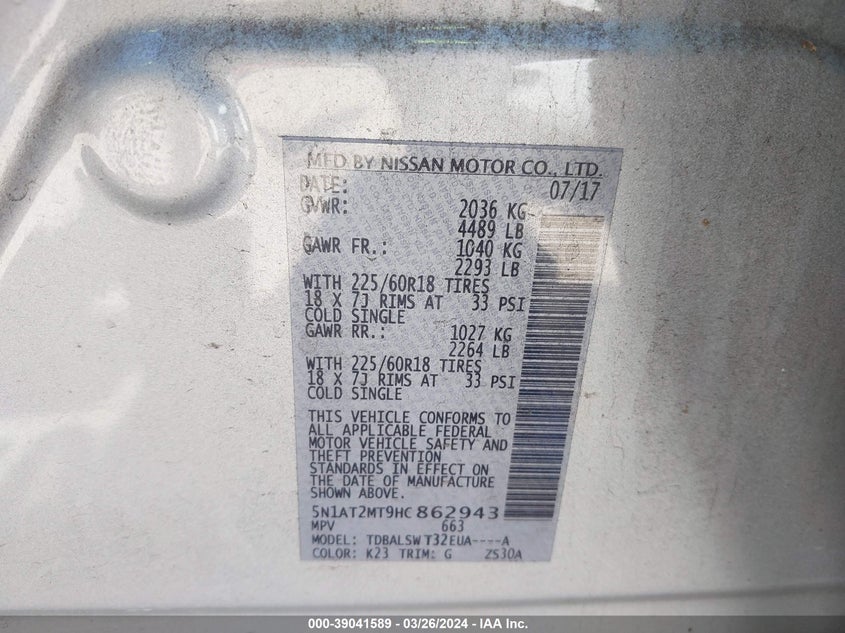 MFD BY NISSAN MOTOR CO., LTD.
DATE: 07/17
GVWR: 2036 KG
4489 LB
GAWR FR.: 1040 KG
2293 LB
WITH 225/60R18 TIRES
18 X 7J RIMS AT 33 PSI
COLD SINGLE
GAWR RR.: 1027 KG
2264 LB
WITH 225/60R18 TIRES
18 X 7J RIMS AT 33 PSI
COLD SINGLE
THIS VEHICLE CONFORMS TO
ALL APPLICABLE FEDERAL
MOTOR VEHICLE SAFETY AND
THEFT PREVENTION
STANDARDS IN EFFECT ON
THE DATE OF MANUFACTURE
SHOWN ABOVE.
5N1AT2MT9HC862943
MPV 663
MODEL: TDBALSWT32EUA----A
COLOR: K23 TRIM: G ZS30A
000-39041589 - 03/26/2024 - IAA Inc.